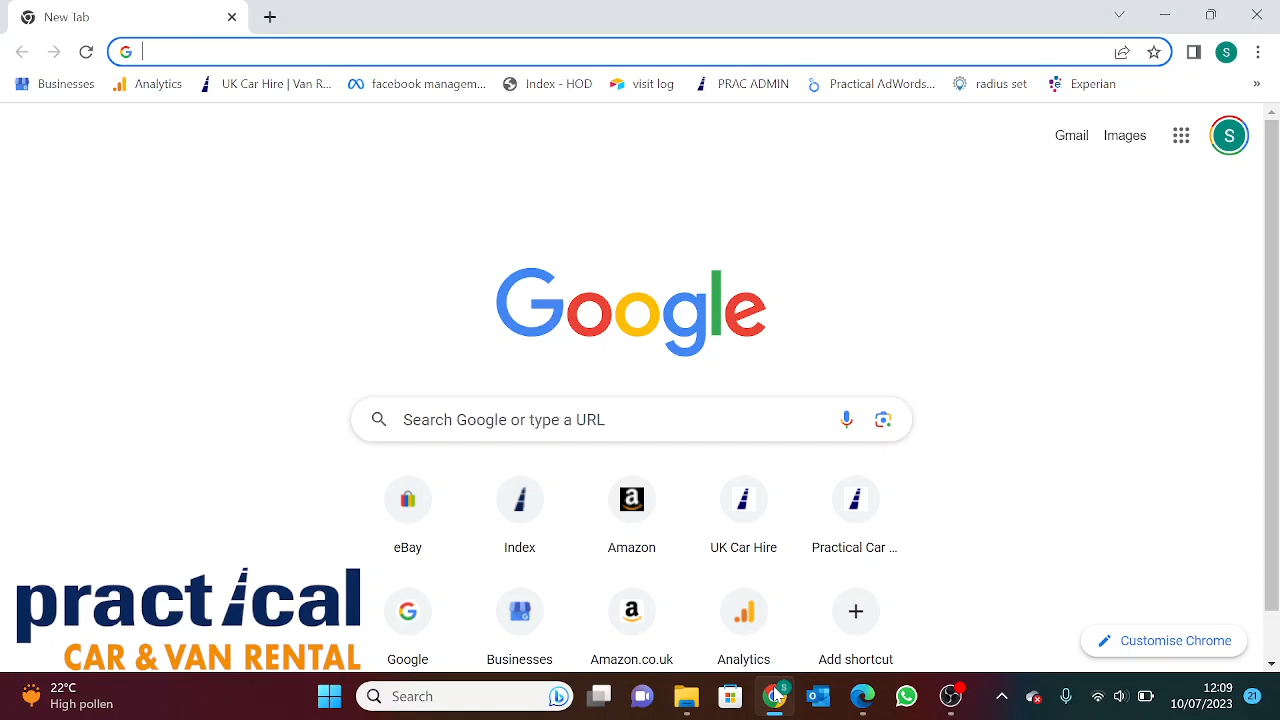 New Tab
Businesses Analytics UK Car Hire | Van R... facebook managem... Index - HOD visit log PRAC ADMIN Practical AdWords... radius set Experian »
S
Gmail Images S
Google
Search Google or type a URL
eBay Index Amazon UK Car Hire Practical Car ...
Google Businesses Amazon.co.uk Analytics Add shortcut
Customise Chrome
practical
CAR & VAN RENTAL
22°C
High pollen
Search
12:09
10/07/2023
21